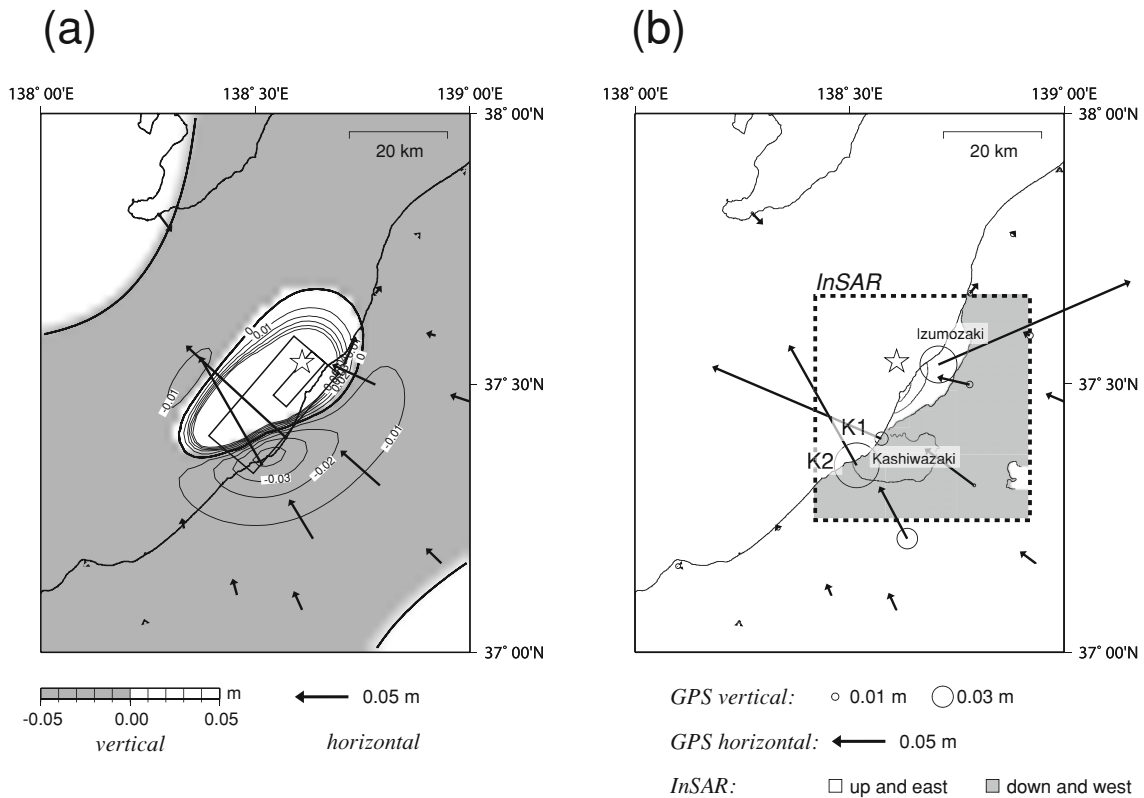 (a)
(b)
138˚00'E
138˚30'
139˚00'E
138˚00'E
138˚30'
139˚00'E
38˚00'N
38˚00'N
20 km
20 km
InSAR
0
0.01
Izumozaki
0.02
0
37˚30'N
37˚30'N
-0.01
-0.01
K1
K2
Kashiwazaki
-0.02
-0.03
37˚00'N
37˚00'N
m
-0.05 0.00 0.05
vertical
0.05 m
horizontal
GPS vertical: 0.01 m 0.03 m
GPS horizontal: 0.05 m
InSAR: up and east down and west